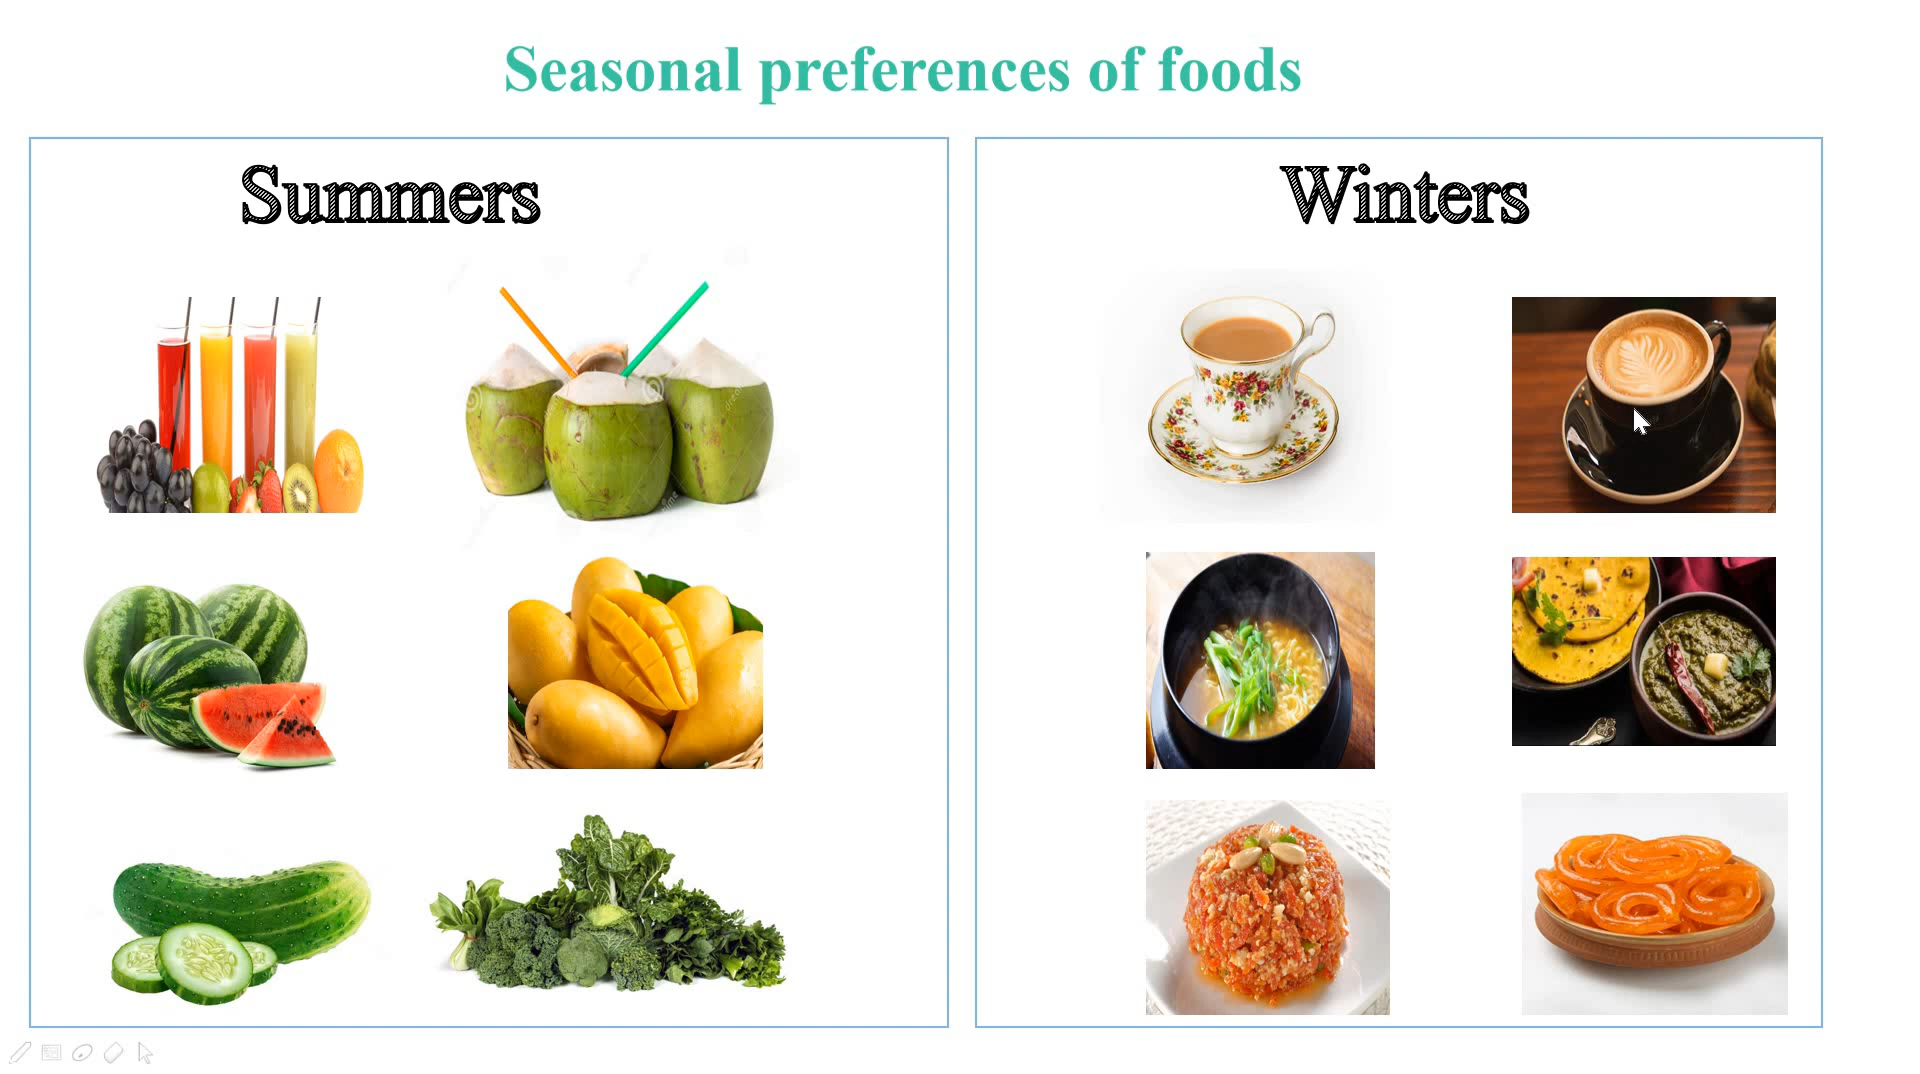 Seasonal preferences of foods
Summers
Winters